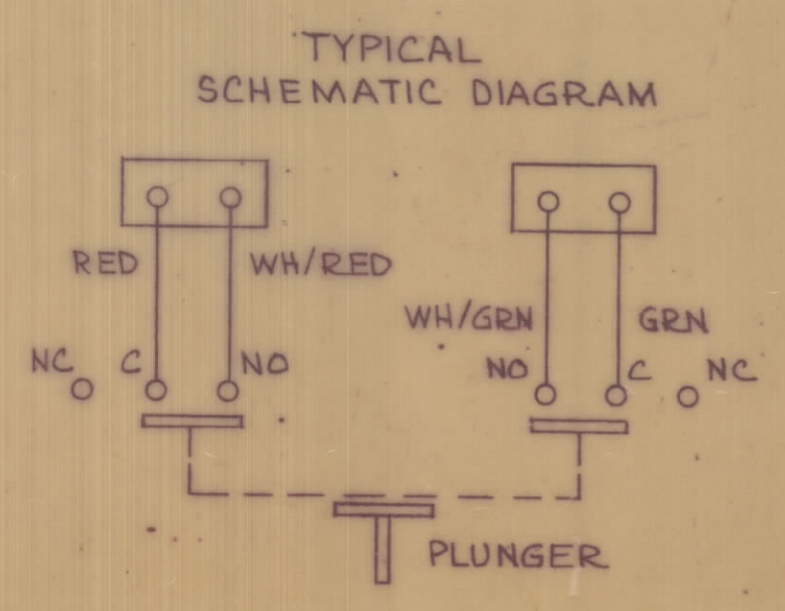 TYPICAL
SCHEMATIC DIAGRAM
RED
WH/RED
WH/GRN
GRN
NC
C
NO
NO
C
NC
PLUNGER